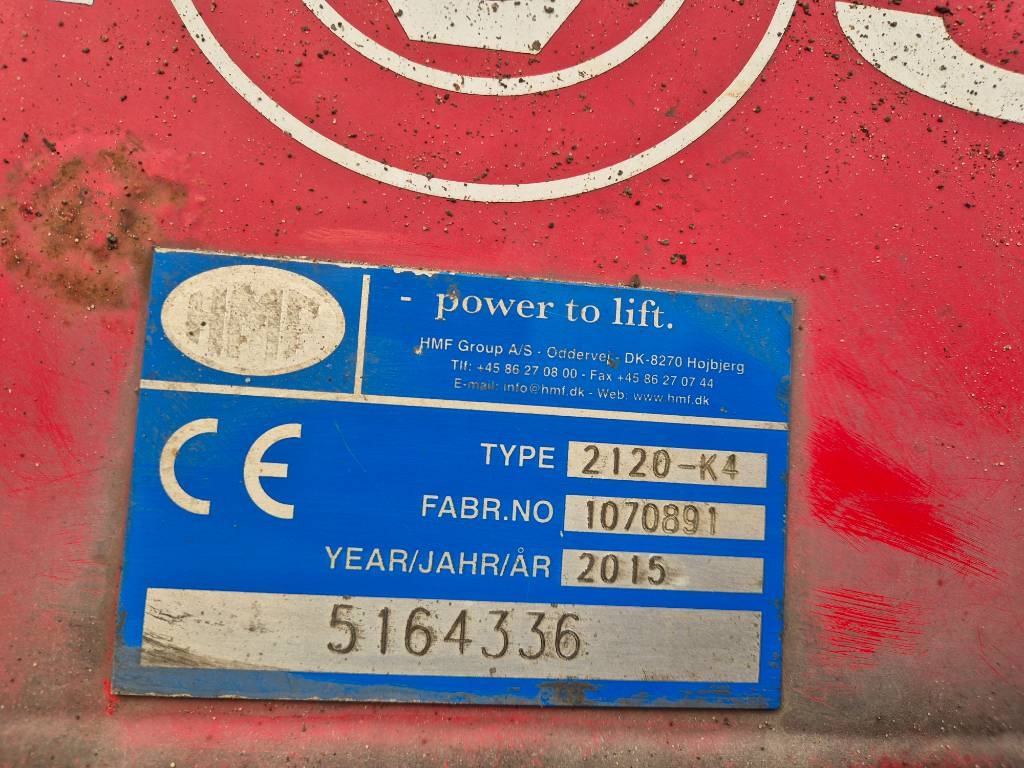 HMF
- power to lift.
HMF Group A/S - Oddervej - DK-8270 Hojbjerg
Tlf: +45 86 27 08 00 - Fax +45 86 27 07 44
E-mail: info@hmf.dk - Web: www.hmf.dk
CE
TYPE 2120-K4
FABR.NO 1070891
YEAR/JAHR/ÅR 2015
5164336